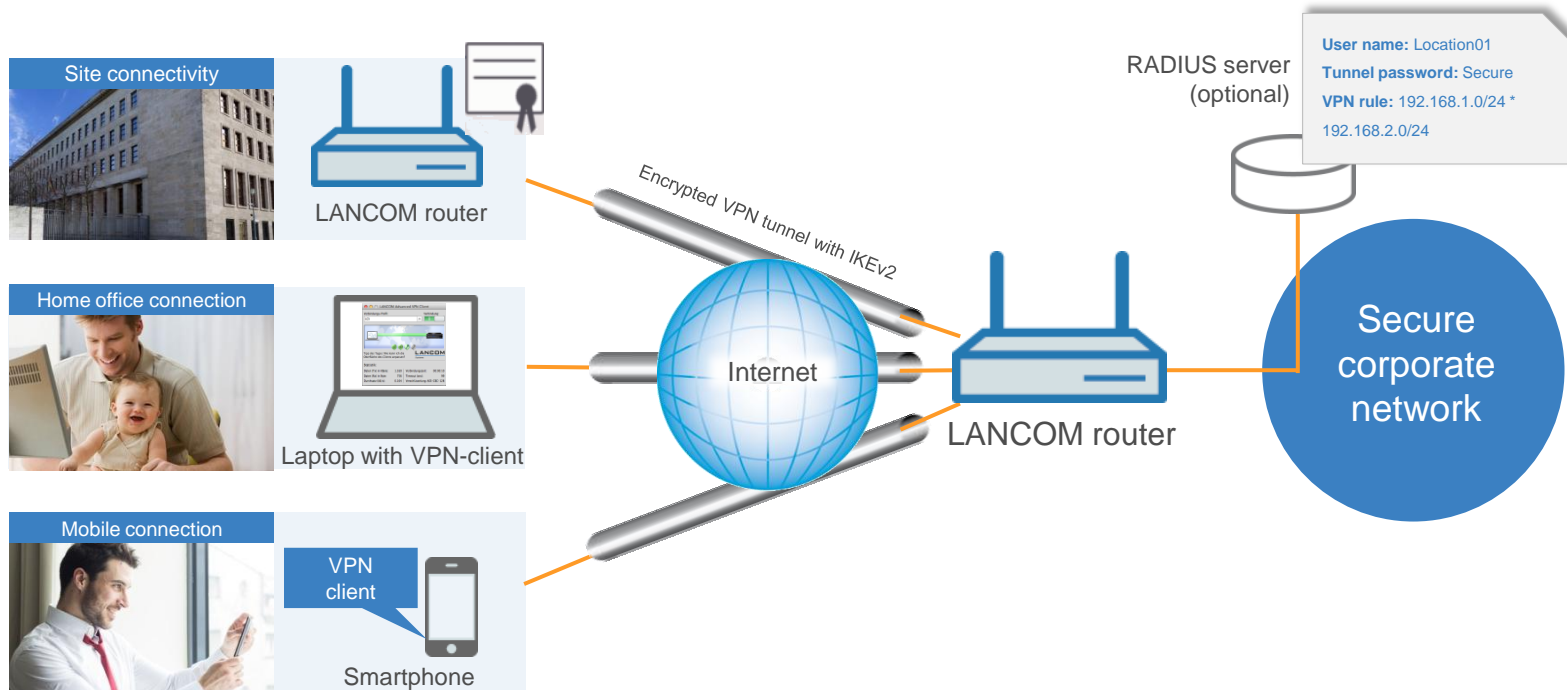 Site connectivity
LANCOM router
Encrypted VPN tunnel with IKEv2
RADIUS server
(optional)
User name: Location01
Tunnel password: Secure
VPN rule: 192.168.1.0/24 *
192.168.2.0/24
Home office connection
LANCOM
Laptop with VPN-client
Internet
LANCOM router
Secure
corporate
network
Mobile connection
VPN
client
Smartphone